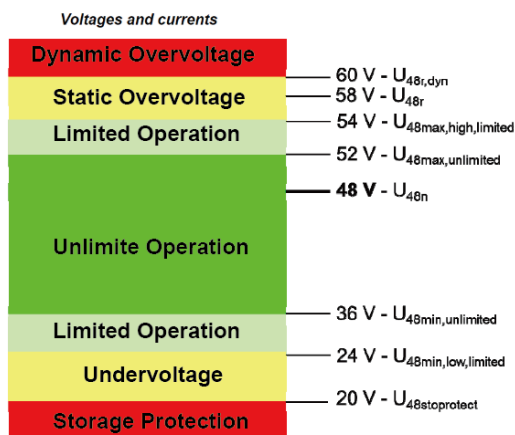 Voltages and currents
Dynamic Overvoltage
60 V - U48r,dyn
Static Overvoltage
58 V - U48r
54 V - U48max,high,limited
Limited Operation
52 V - U48max,unlimited
48 V - U48n
Unlimite Operation
36 V - U48min,unlimited
Limited Operation
24 V - U48min,low,limited
Undervoltage
20 V - U48stoprotect
Storage Protection